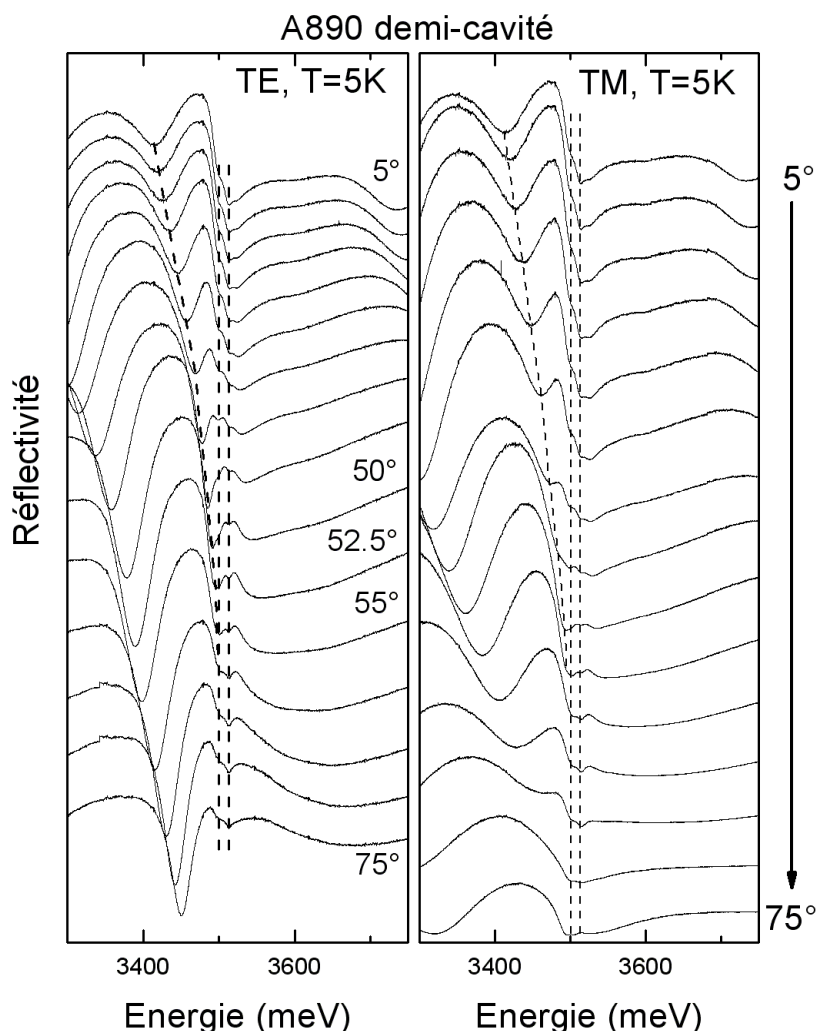 A890 demi-cavité
TE, T=5K
TM, T=5K
5°
5°
50°
52.5°
55°
75°
75°
Réflectivité
3400
3600
3400
3600
Energie (meV)
Energie (meV)